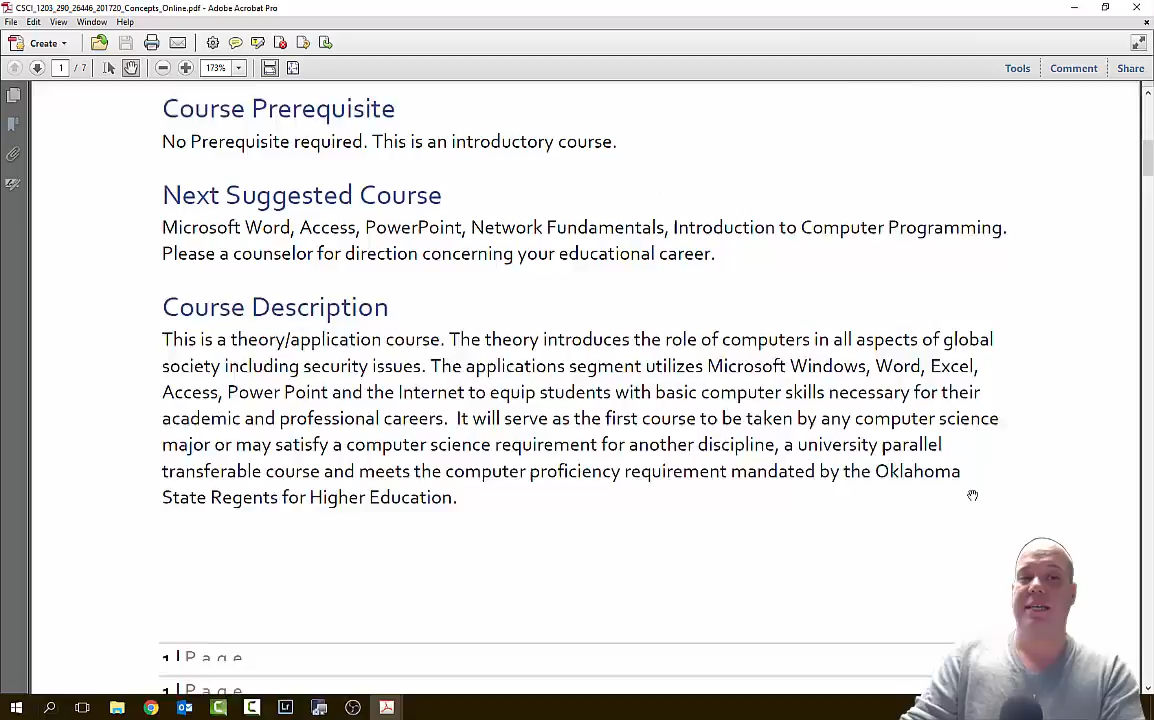 CSCI_1203_290_26446_201720_Concepts_Online.pdf - Adobe Acrobat Pro
File Edit View Window Help
Create
1 / 7 173% Tools Comment Share
Course Prerequisite
No Prerequisite required. This is an introductory course.
Next Suggested Course
Microsoft Word, Access, PowerPoint, Network Fundamentals, Introduction to Computer Programming.
Please a counselor for direction concerning your educational career.
Course Description
This is a theory/application course. The theory introduces the role of computers in all aspects of global
society including security issues. The applications segment utilizes Microsoft Windows, Word, Excel,
Access, Power Point and the Internet to equip students with basic computer skills necessary for their
academic and professional careers. It will serve as the first course to be taken by any computer science
major or may satisfy a computer science requirement for another discipline, a university parallel
transferable course and meets the computer proficiency requirement mandated by the Oklahoma
State Regents for Higher Education.
1 | Page
1 | Page
Lr